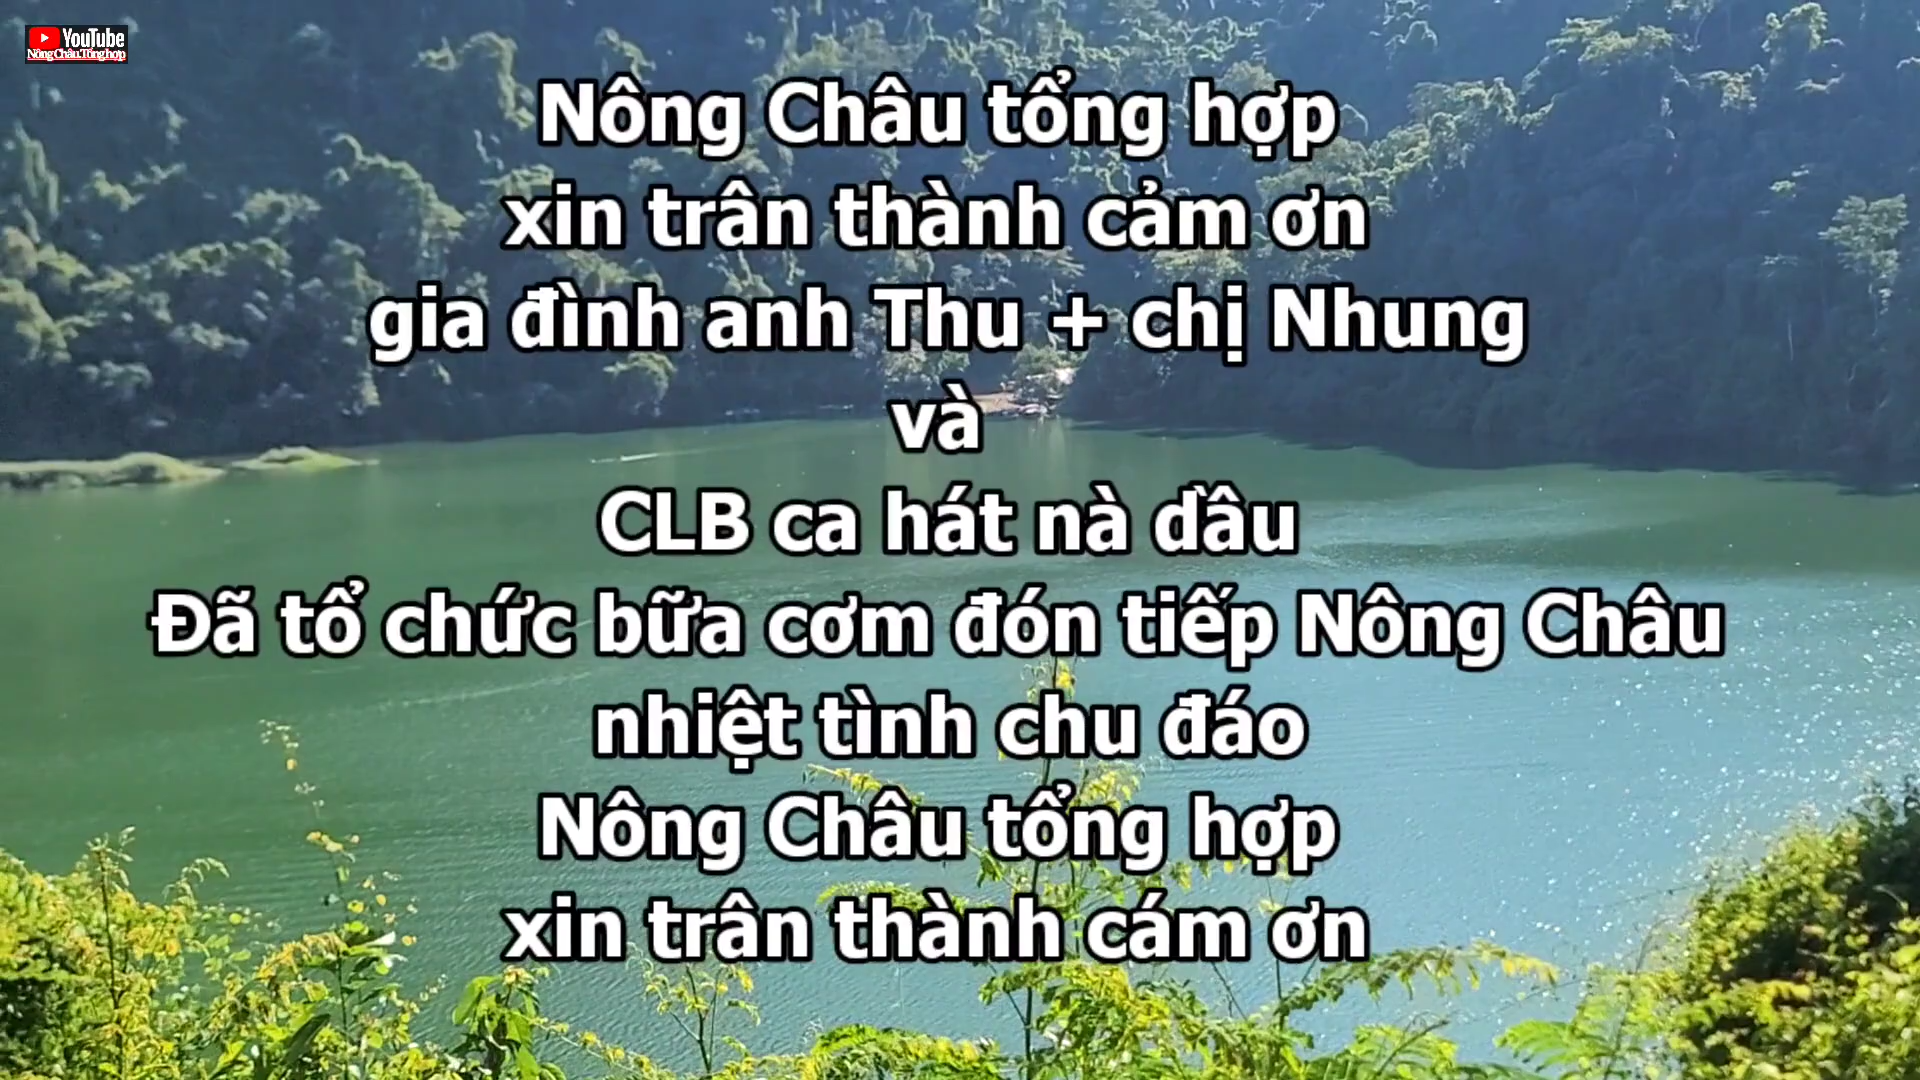 YouTube
Nông Châu.Tổng hợp
Nông Châu tổng hợp
xin trân thành cảm ơn
gia đình anh Thu + chị Nhung
và
CLB ca hát nà dầu
Đã tổ chức bữa cơm đón tiếp Nông Châu
nhiệt tình chu đáo
Nông Châu tổng hợp
xin trân thành cám ơn